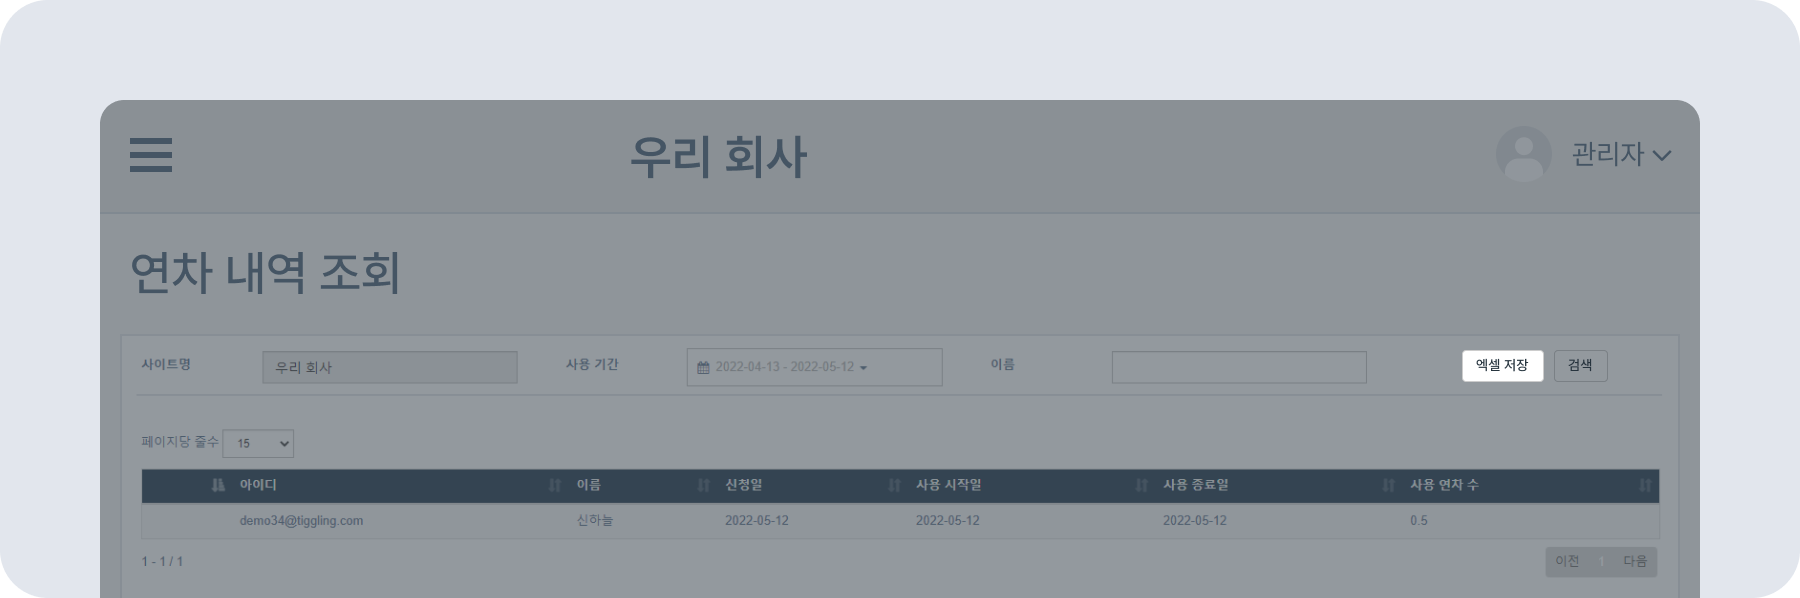 우리 회사
관리자
연차 내역 조회
사이트명 우리 회사 사용 기간 2022-04-13 - 2022-05-12 이름 엑셀 저장 검색
페이지당 줄수 15
아이디 이름 신청일 사용 시작일 사용 종료일 사용 연차 수
demo34@tiggling.com 신하늘 2022-05-12 2022-05-12 2022-05-12 0.5
1 - 1 / 1 이전 1 다음